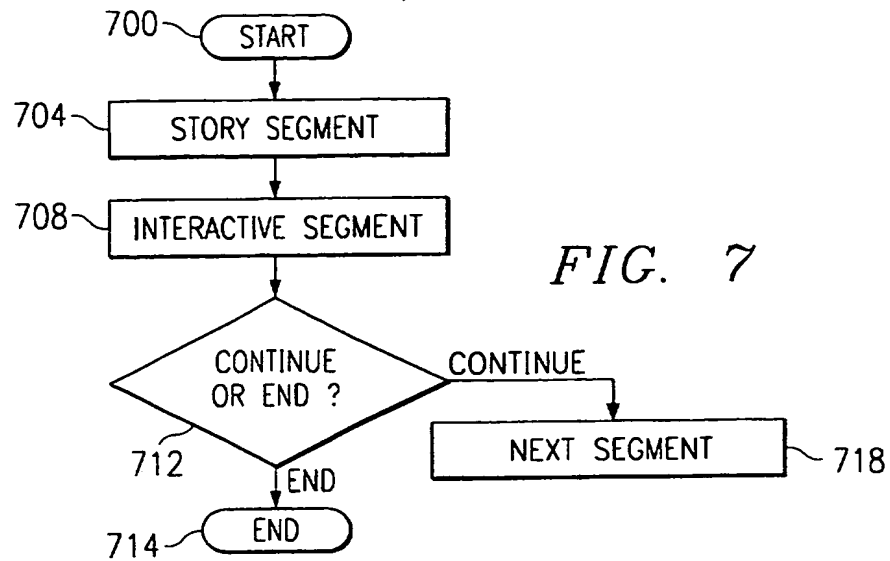 700 START
704 STORY SEGMENT
708 INTERACTIVE SEGMENT
FIG. 7
CONTINUE
OR END ?
CONTINUE
712
NEXT SEGMENT 718
END
714 END